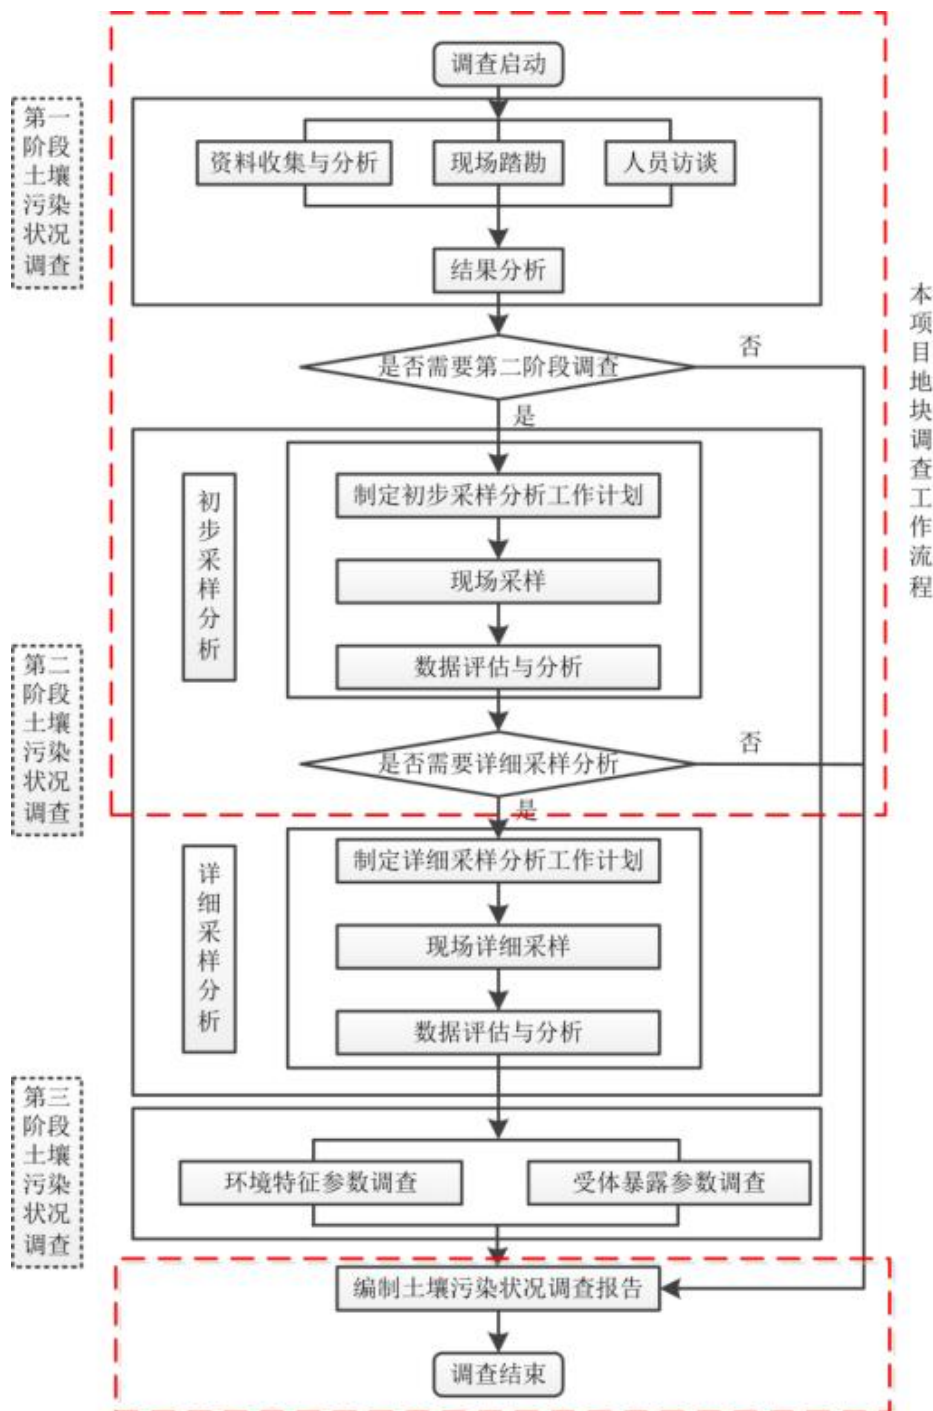 调查启动
第一
阶段
土壤
污染
状况
调查
资料收集与分析
现场踏勘
人员访谈
结果分析
本项目地块调查工作流程
是否需要第二阶段调查
否
是
初步采样分析
制定初步采样分析工作计划
现场采样
数据评估与分析
第二
阶段
土壤
污染
状况
调查
是否需要详细采样分析
否
是
详细采样分析
制定详细采样分析工作计划
现场详细采样
数据评估与分析
第三
阶段
土壤
污染
状况
调查
环境特征参数调查
受体暴露参数调查
编制土壤污染状况调查报告
调查结束